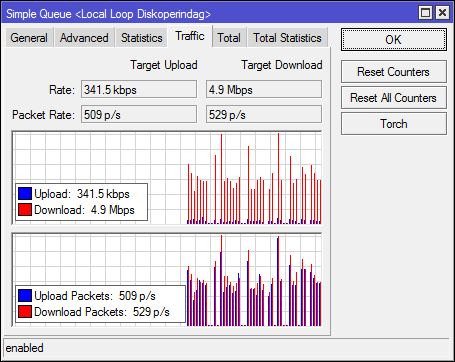 Simple Queue <Local Loop Diskoperindag>
General Advanced Statistics Traffic Total Total Statistics
Target Upload Target Download
Rate: 341.5 kbps 4.9 Mbps
Packet Rate: 509 p/s 529 p/s
Upload: 341.5 kbps
Download: 4.9 Mbps
Upload Packets: 509 p/s
Download Packets: 529 p/s
OK
Reset Counters
Reset All Counters
Torch
enabled